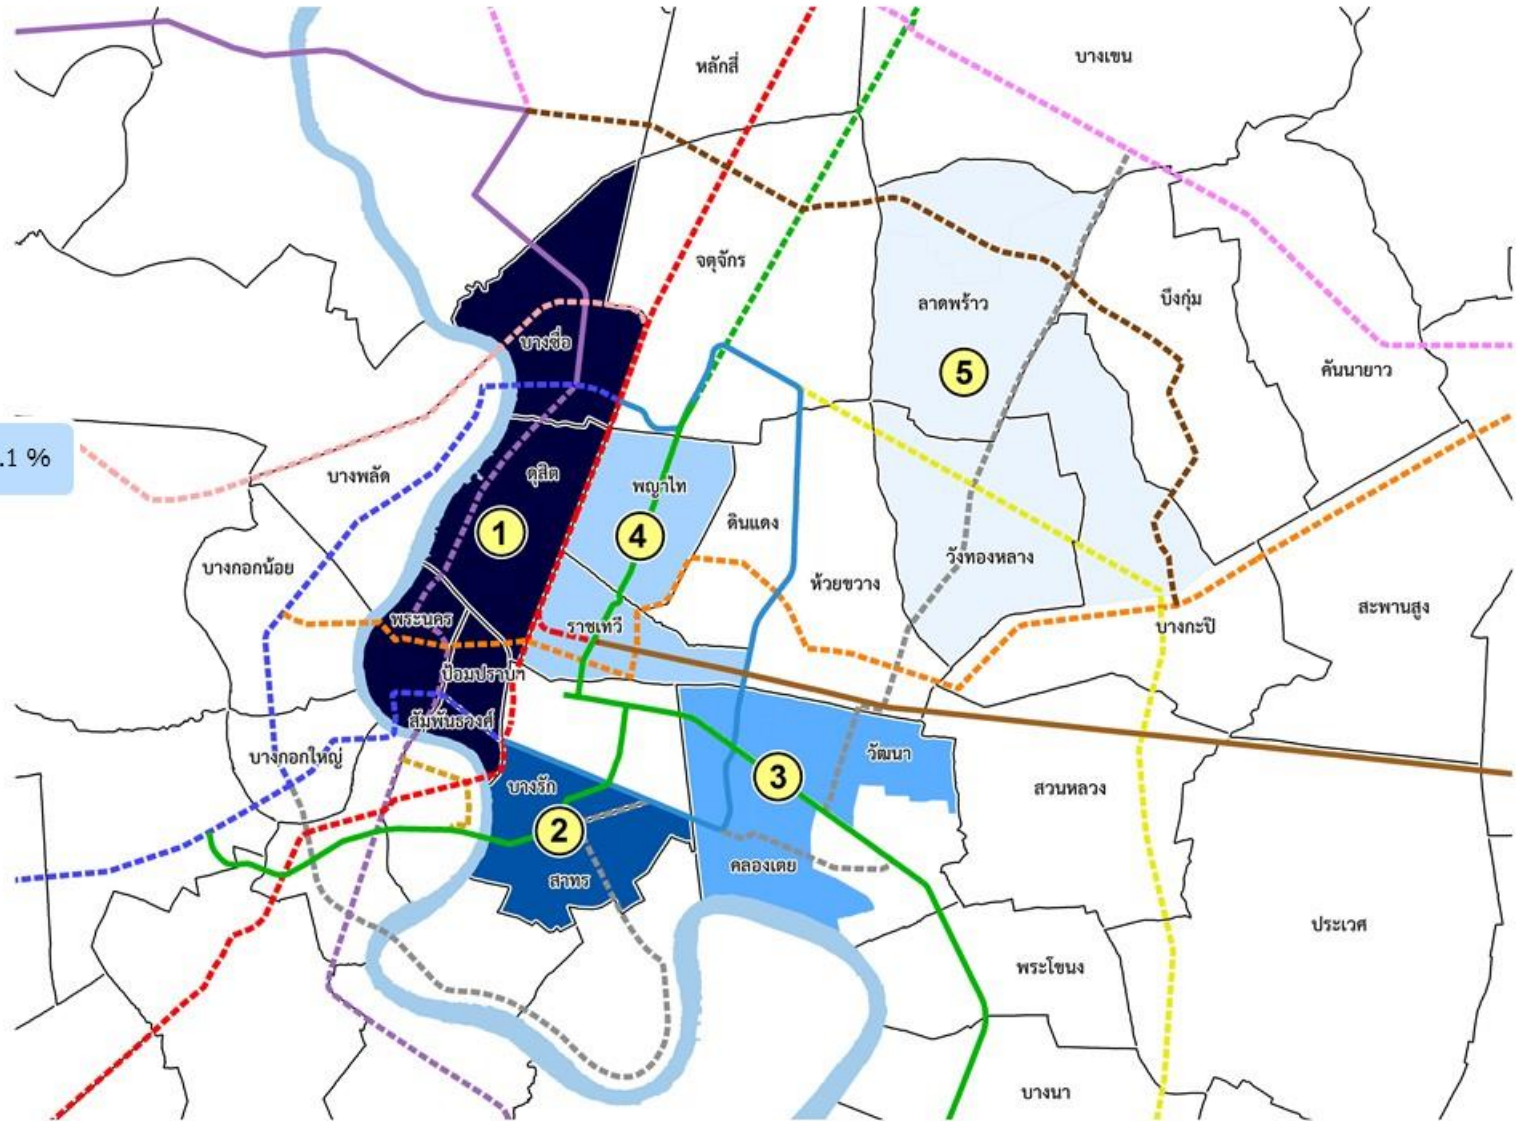 หลักสี่
บางเขน
จตุจักร
ลาดพร้าว
บึงกุ่ม
บางซื่อ
คันนายาว
5
.1 %
บางพลัด
ดุสิต
พญาไท
ดินแดง
1
4
วังทองหลาง
บางกอกน้อย
ห้วยขวาง
สะพานสูง
พระนคร
ราชเทวี
บางกะปิ
ป้อมปราบฯ
สัมพันธวงศ์
บางกอกใหญ่
วัฒนา
3
บางรัก
สวนหลวง
2
คลองเตย
สาทร
ประเวศ
พระโขนง
บางนา